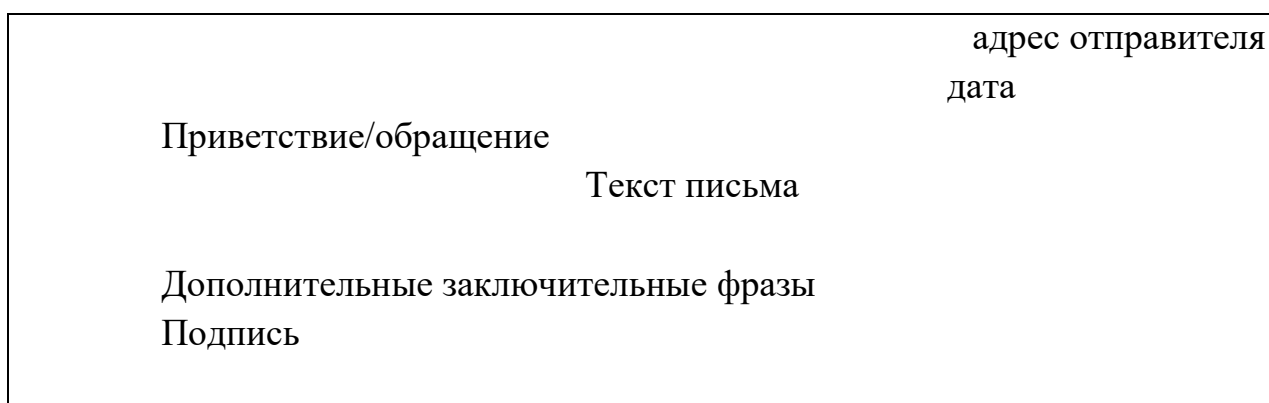 адрес отправителя
дата
Приветствие/обращение
Текст письма
Дополнительные заключительные фразы
Подпись